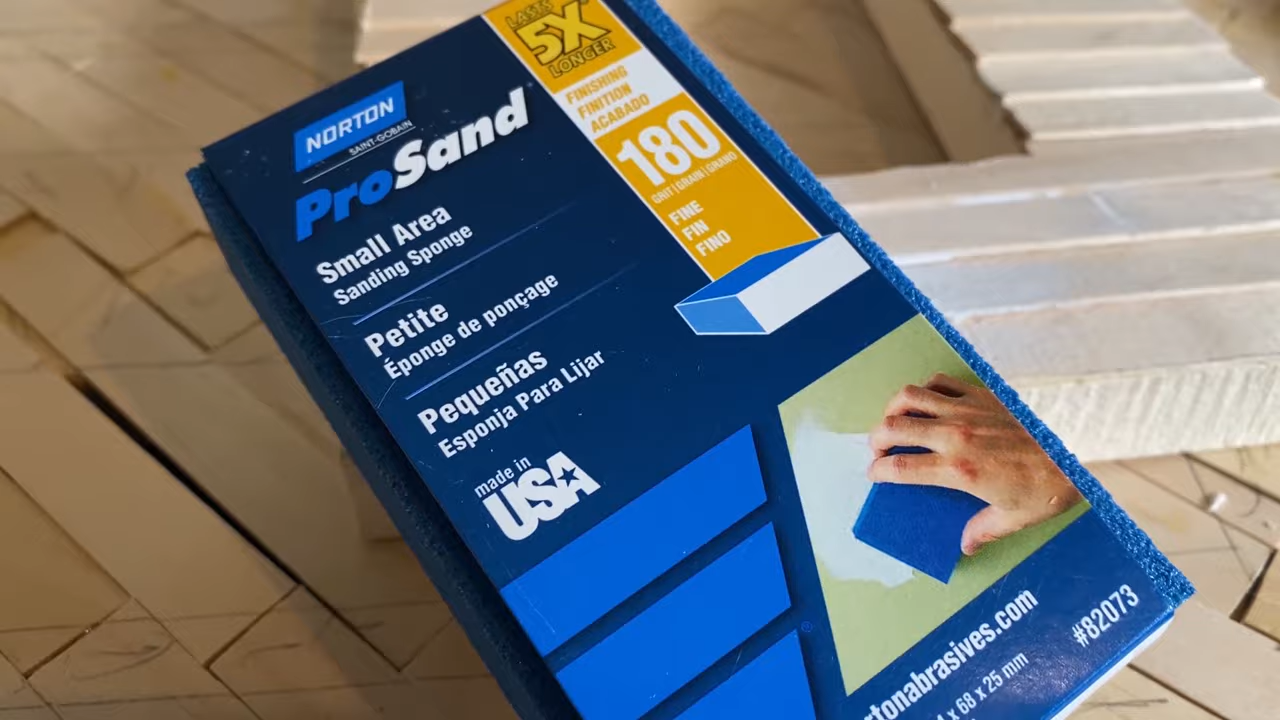 LASTS
5X
LONGER
FINISHING
FINITION
ACABADO
180
GRIT | GRAIN | GRANO
FINE
FIN
FINO
NORTON
SAINT-GOBAIN
ProSand
Small Area
Sanding Sponge
Petite
Éponge de ponçage
Pequeñas
Esponja Para Lijar
made in
USA
tonabrasives.com
#82073
x 68 x 25 mm